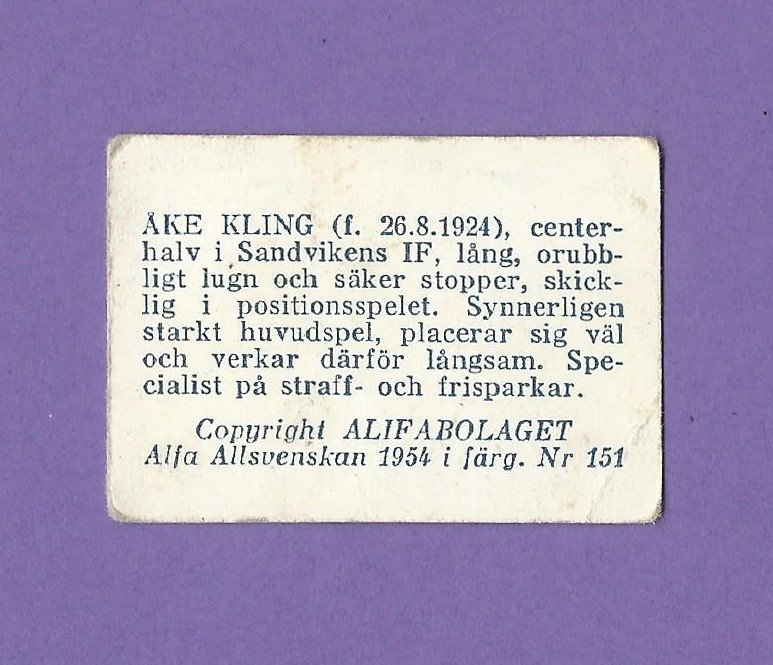 ÅKE KLING (f. 26.8.1924), center-
halv i Sandvikens IF, lång, orubb-
ligt lugn och säker stopper, skick-
lig i positionsspelet. Synnerligen
starkt huvudspel, placerar sig väl
och verkar därför långsam. Spe-
cialist på straff- och frisparkar.
Copyright ALIFABOLAGET
Alfa Allsvenskan 1954 i färg. Nr 151